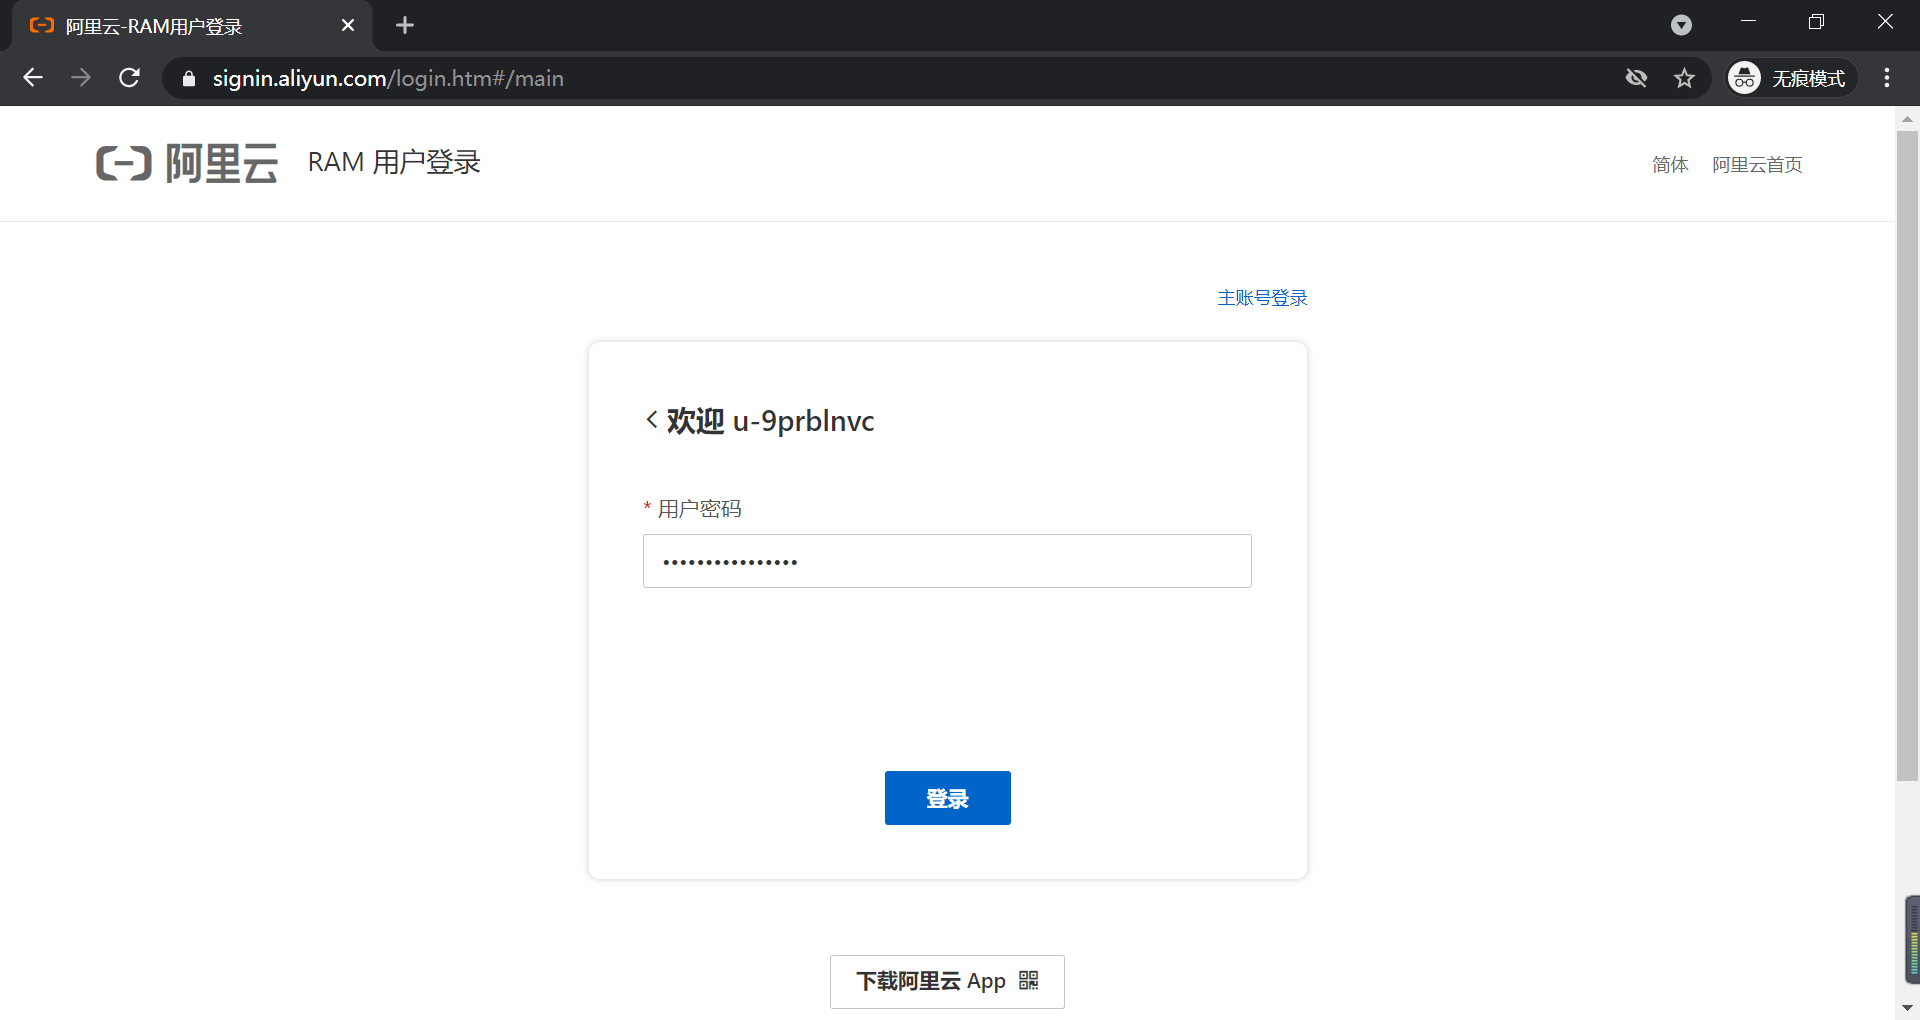 阿里云-RAM用户登录
signin.aliyun.com/login.htm#/main
无痕模式
阿里云 RAM 用户登录
简体 阿里云首页
主账号登录
欢迎 u-9prblnvc
* 用户密码
••••••••••••••••
登录
下载阿里云 App